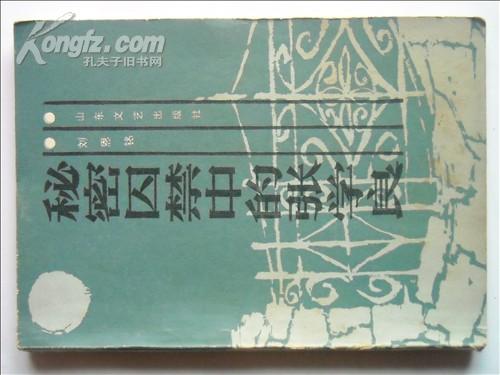 Kongfz.com
孔夫子旧书网
山东文艺出版社
刘恩铭
秘密囚禁中的张学良